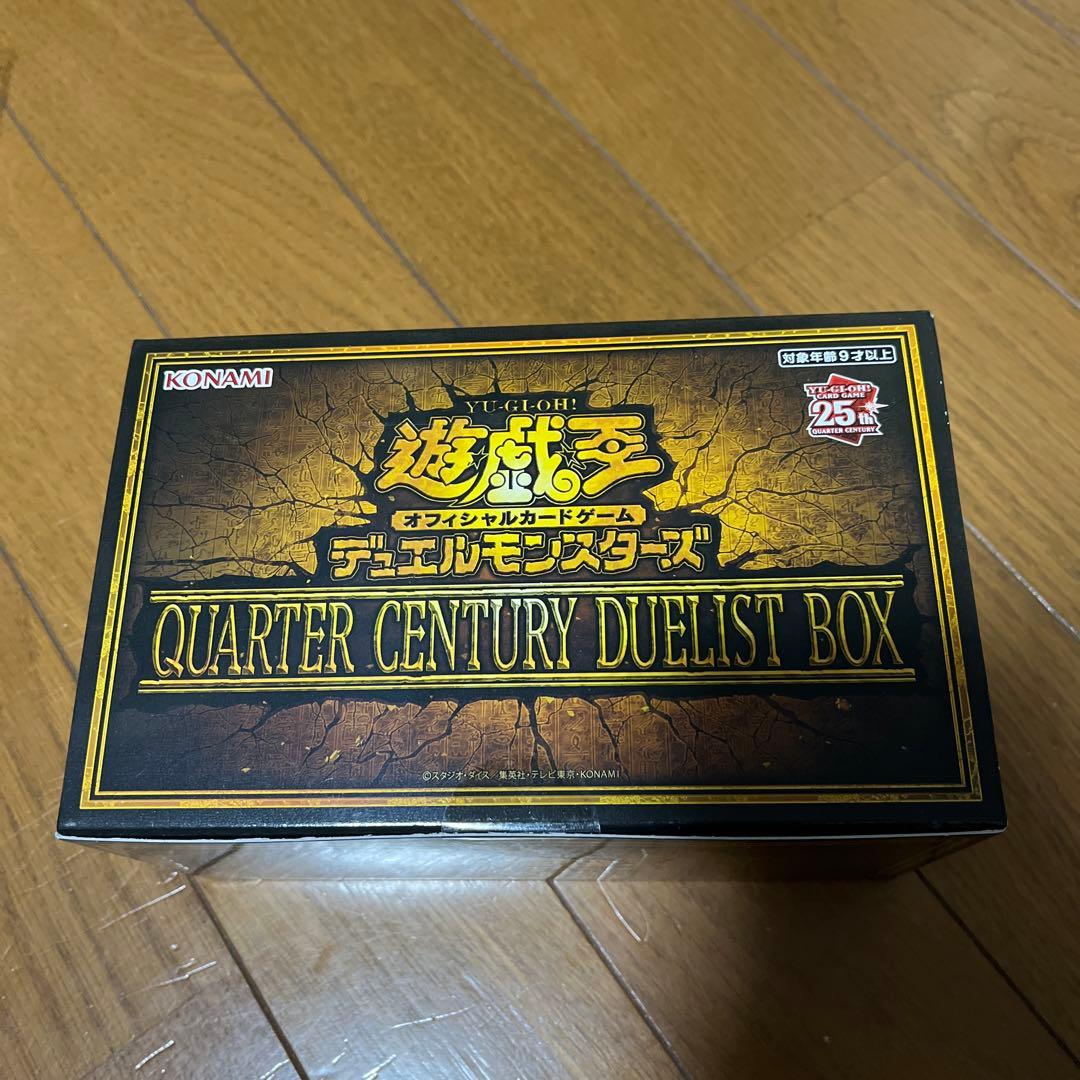 KONAMI
対象年齢9才以上
YU-GI-OH!
CARD GAME
25th
QUARTER CENTURY
YU-GI-OH!
遊戯王
オフィシャルカードゲーム
デュエルモンスターズ
QUARTER CENTURY DUELIST BOX
©スタジオ・ダイス/集英社・テレビ東京・KONAMI